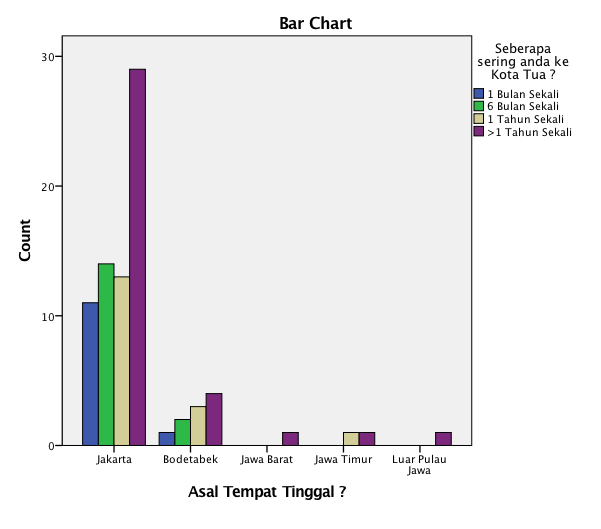 Bar Chart
Seberapa
sering anda ke
Kota Tua ?
1 Bulan Sekali
6 Bulan Sekali
1 Tahun Sekali
>1 Tahun Sekali
Count
30
20
10
0
Jakarta
Bodetabek
Jawa Barat
Jawa Timur
Luar Pulau
Jawa
Asal Tempat Tinggal ?